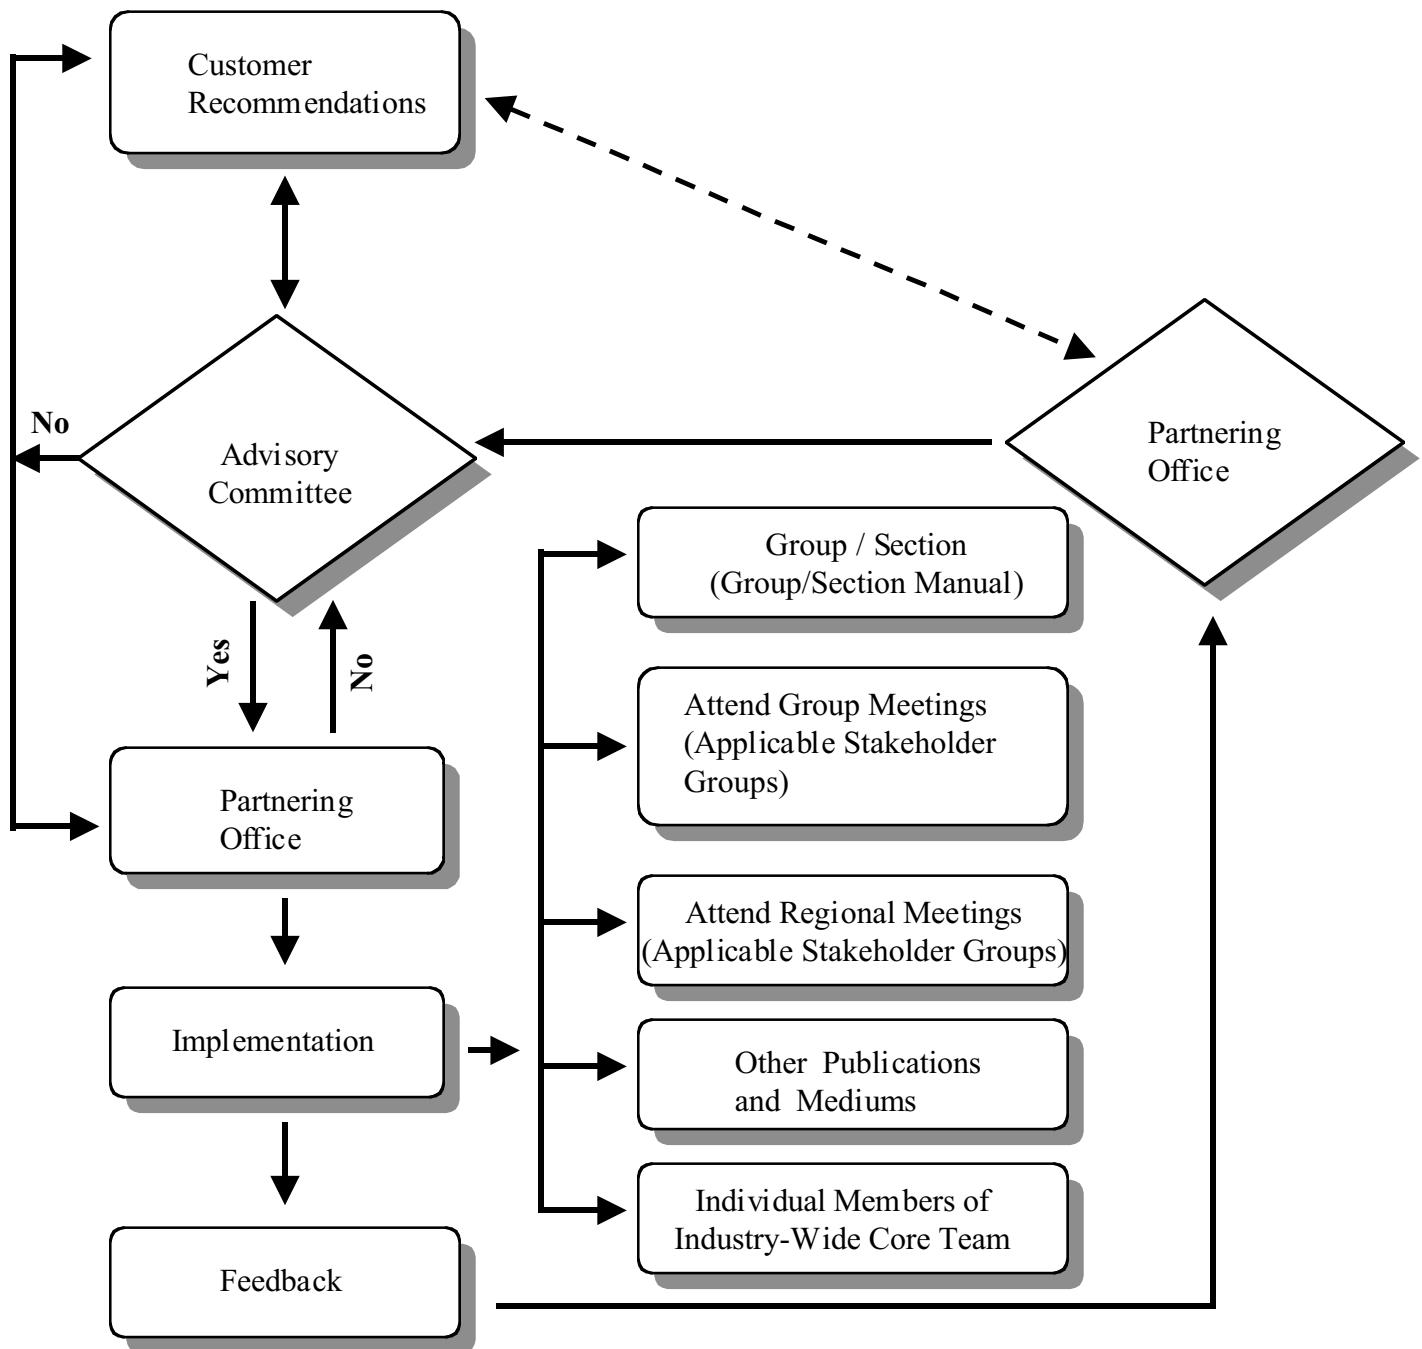 Customer
Recommendations
No
Advisory
Committee
Partnering
Office
Group / Section
(Group/Section Manual)
Yes
No
Attend Group Meetings
(Applicable Stakeholder
Groups)
Partnering
Office
Attend Regional Meetings
(Applicable Stakeholder Groups)
Implementation
Other Publications
and Mediums
Individual Members of
Industry-Wide Core Team
Feedback